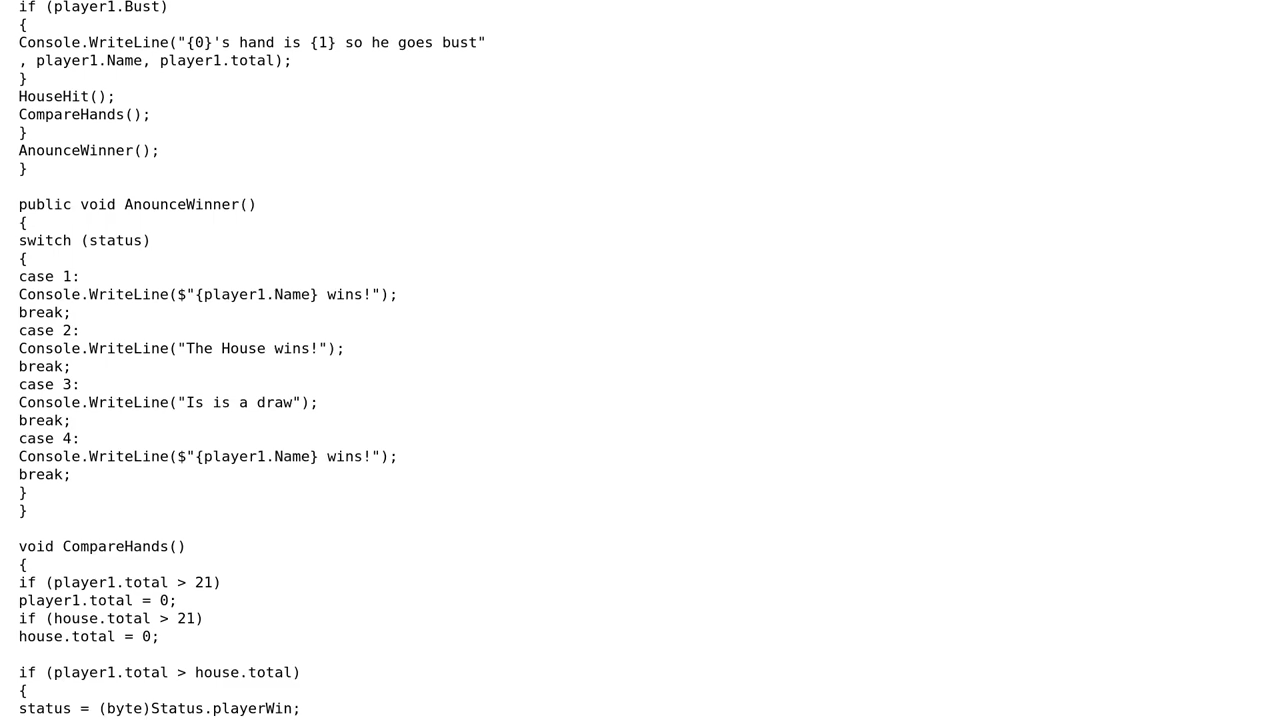 if (player1.Bust)
{
Console.WriteLine("{0}'s hand is {1} so he goes bust"
, player1.Name, player1.total);
}
HouseHit();
CompareHands();
}
AnounceWinner();
}

public void AnounceWinner()
{
switch (status)
{
case 1:
Console.WriteLine($"{player1.Name} wins!");
break;
case 2:
Console.WriteLine("The House wins!");
break;
case 3:
Console.WriteLine("Is is a draw");
break;
case 4:
Console.WriteLine($"{player1.Name} wins!");
break;
}
}

void CompareHands()
{
if (player1.total > 21)
player1.total = 0;
if (house.total > 21)
house.total = 0;

if (player1.total > house.total)
{
status = (byte)Status.playerWin;